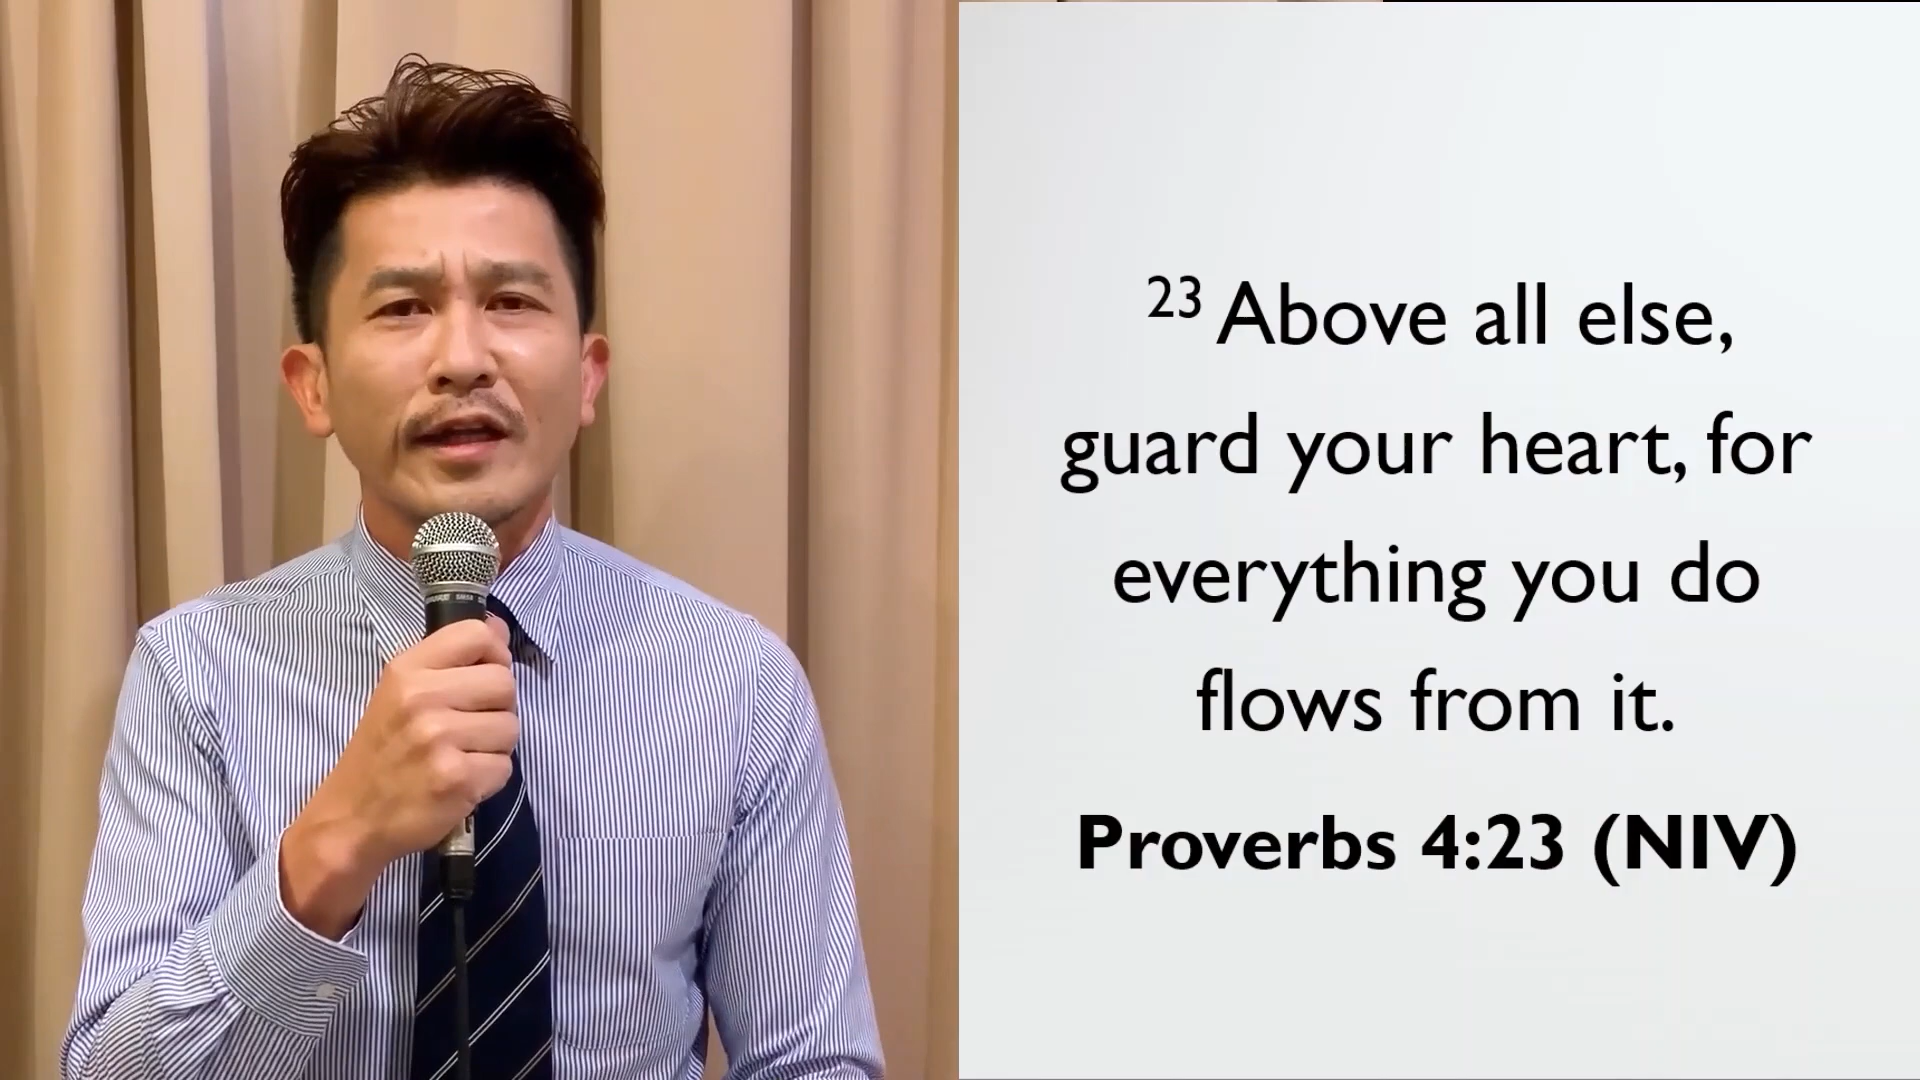 23 Above all else,
guard your heart, for
everything you do
flows from it.
Proverbs 4:23 (NIV)